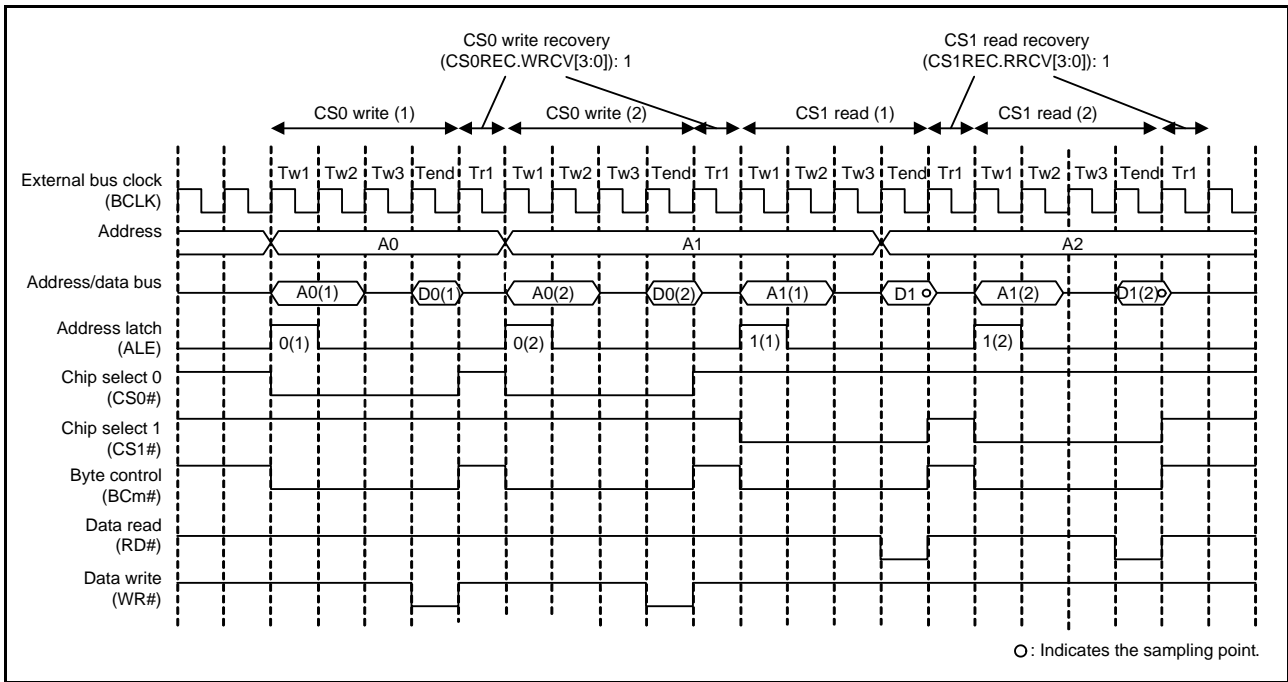 CS0 write recovery
(CS0REC.WRCV[3:0]): 1
CS1 read recovery
(CS1REC.RRCV[3:0]): 1
CS0 write (1)
CS0 write (2)
CS1 read (1)
CS1 read (2)
Tw1 Tw2 Tw3 Tend Tr1 Tw1 Tw2 Tw3 Tend Tr1 Tw1 Tw2 Tw3 Tend Tr1 Tw1 Tw2 Tw3 Tend Tr1
External bus clock
(BCLK)
Address
A0 A1 A2
Address/data bus
A0(1) D0(1) A0(2) D0(2) A1(1) D1 A1(2) D1(2)
Address latch
(ALE)
0(1) 0(2) 1(1) 1(2)
Chip select 0
(CS0#)
Chip select 1
(CS1#)
Byte control
(BCm#)
Data read
(RD#)
Data write
(WR#)
: Indicates the sampling point.